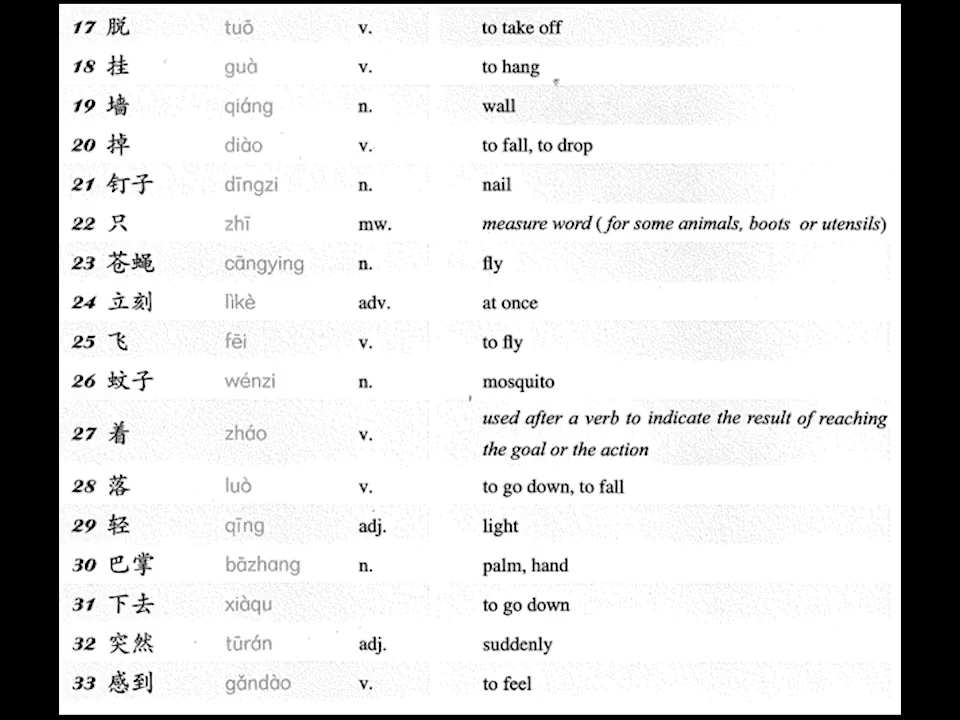 17 脱 tuō v. to take off
18 挂 guà v. to hang
19 墙 qiáng n. wall
20 掉 diào v. to fall, to drop
21 钉子 dīngzi n. nail
22 只 zhī mw. measure word (for some animals, boots or utensils)
23 苍蝇 cāngying n. fly
24 立刻 lìkè adv. at once
25 飞 fēi v. to fly
26 蚊子 wénzi n. mosquito
27 着 zháo v. used after a verb to indicate the result of reaching
the goal or the action
28 落 luò v. to go down, to fall
29 轻 qīng adj. light
30 巴掌 bāzhang n. palm, hand
31 下去 xiàqu to go down
32 突然 tūrán adj. suddenly
33 感到 gǎndào v. to feel